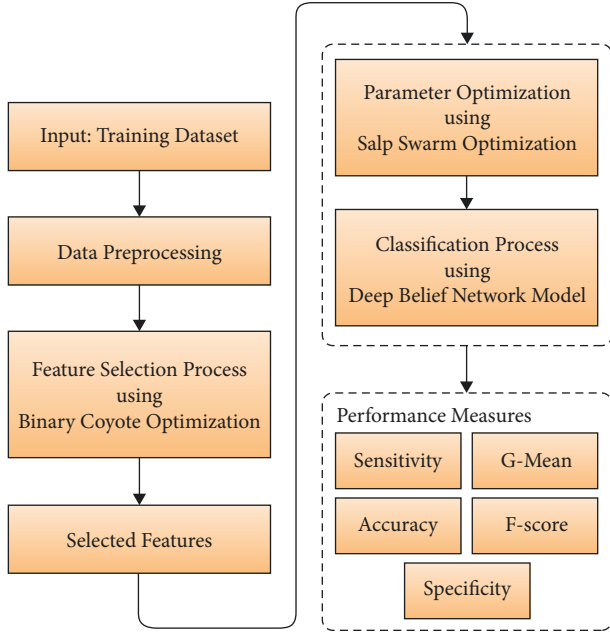 Input: Training Dataset
Data Preprocessing
Feature Selection Process
using
Binary Coyote Optimization
Selected Features
Parameter Optimization
using
Salp Swarm Optimization
Classification Process
using
Deep Belief Network Model
Performance Measures
Sensitivity
G-Mean
Accuracy
F-score
Specificity